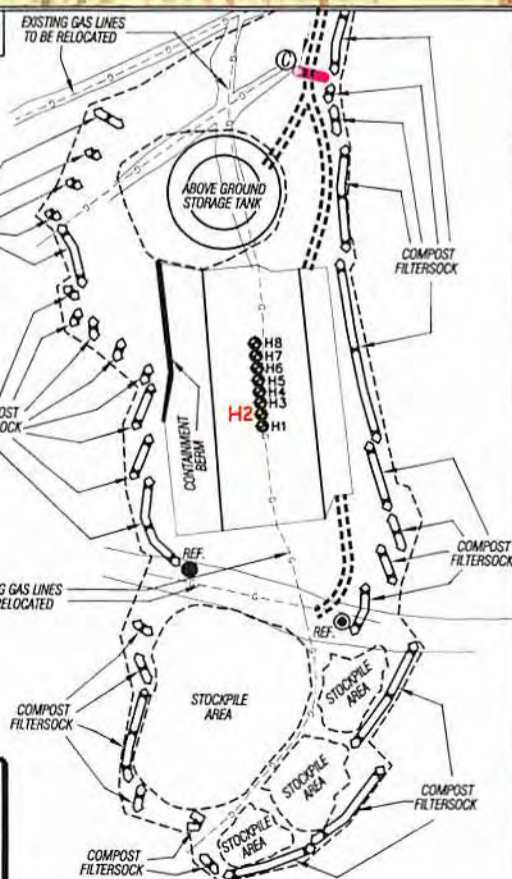 EXISTING GAS LINES
TO BE RELOCATED
C
ABOVE GROUND
STORAGE TANK
COMPOST
FILTERSOCK
H8
H7
H6
H5
H4
H3
H2
H1
CONTAINMENT
BERM
OST
OCK
REF.
G GAS LINES
RELOCATED
COMPOST
FILTERSOCK
REF.
STOCKPILE
AREA
STOCKPILE
AREA
COMPOST
FILTERSOCK
STOCKPILE
AREA
COMPOST
FILTERSOCK
STOCKPILE
AREA
COMPOST
FILTERSOCK